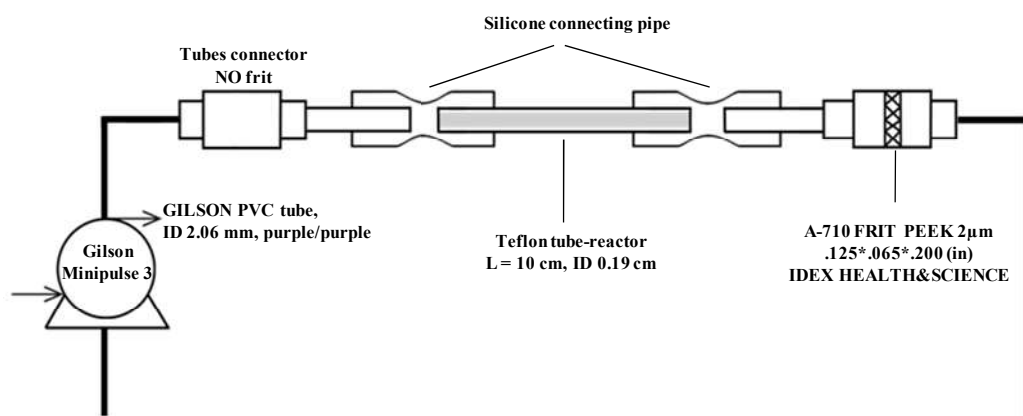 Silicone connecting pipe
Tubes connector
NO frit
GILSON PVC tube,
ID 2.06 mm, purple/purple
Gilson
Minipulse 3
Teflon tube-reactor
L = 10 cm, ID 0.19 cm
A-710 FRIT PEEK 2µm
.125*.065*.200 (in)
IDEX HEALTH&SCIENCE